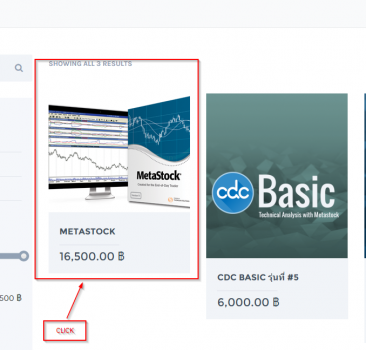 SHOWING ALL 3 RESULTS
MetaStock
METASTOCK
16,500.00 ฿
500 ฿
CLICK
cdc Basic
Technical Analysis with Metastock
CDC BASIC รุ่นที่ #5
6,000.00 ฿